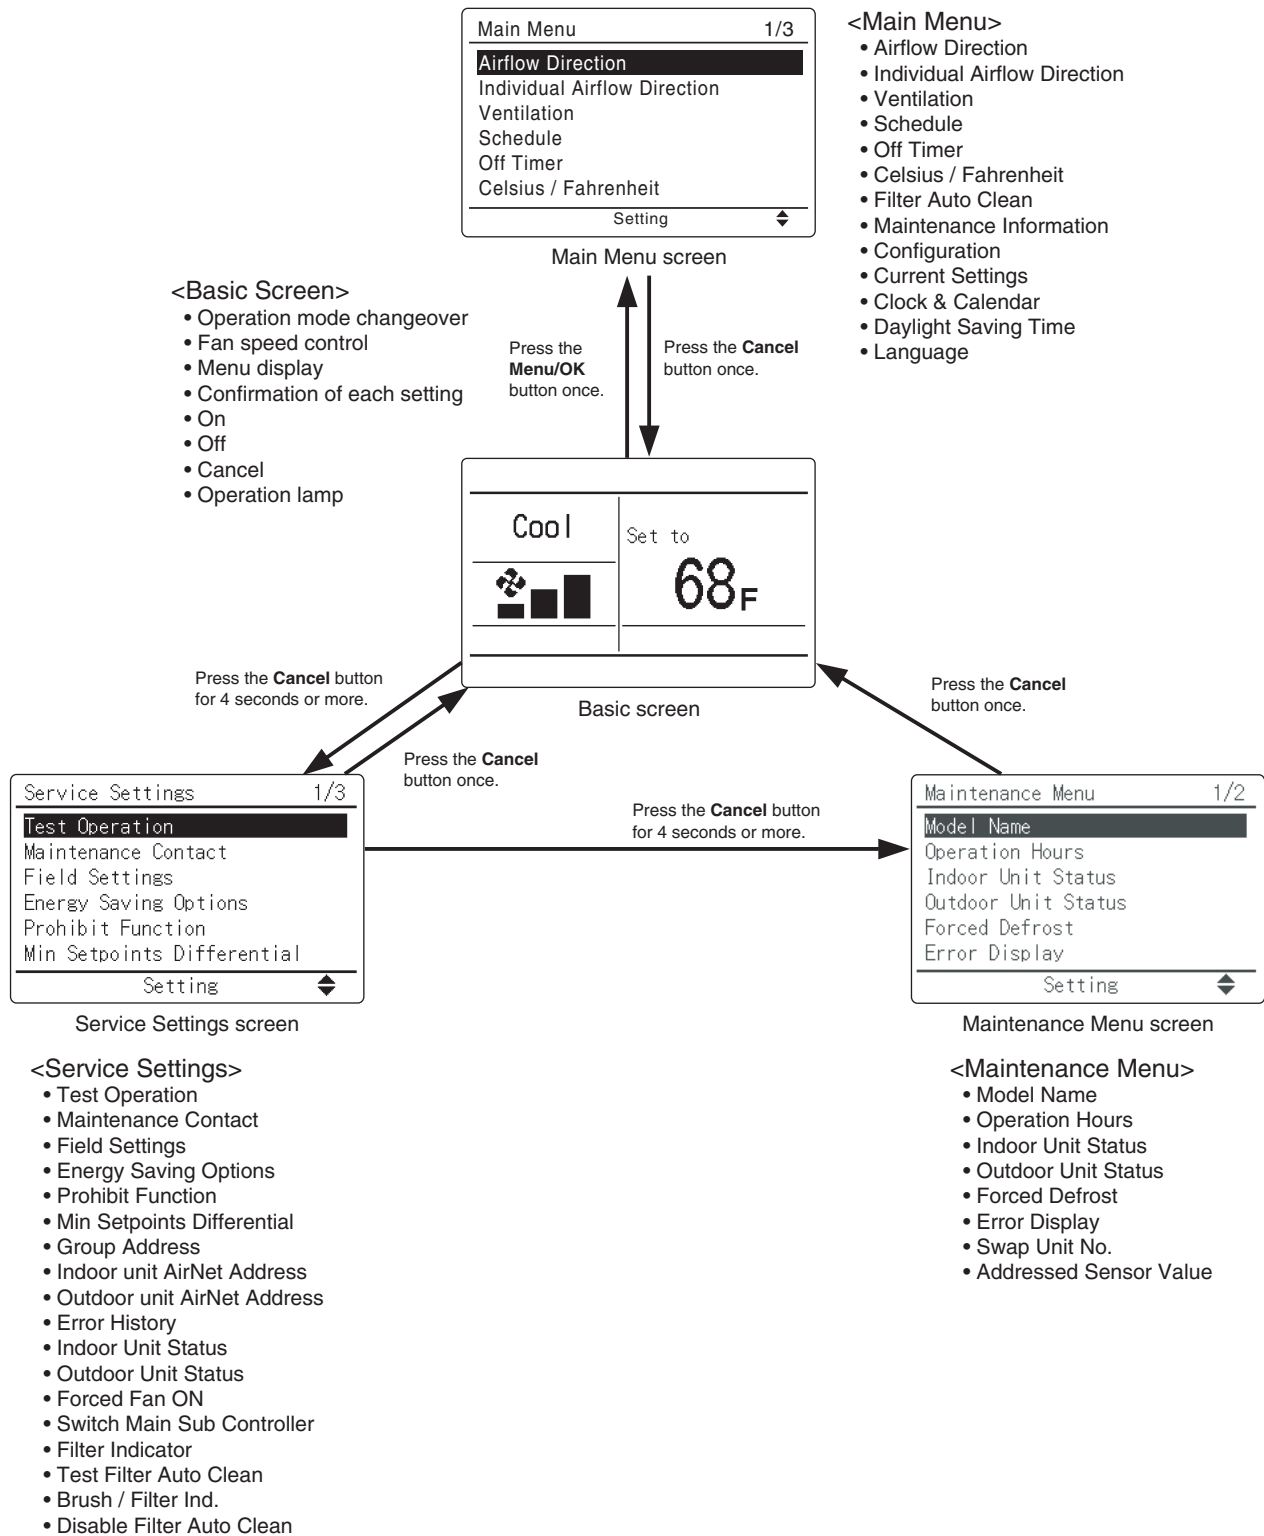 Main Menu 1/3
Airflow Direction
Individual Airflow Direction
Ventilation
Schedule
Off Timer
Celsius / Fahrenheit
Setting
Main Menu screen
<Main Menu>
• Airflow Direction
• Individual Airflow Direction
• Ventilation
• Schedule
• Off Timer
• Celsius / Fahrenheit
• Filter Auto Clean
• Maintenance Information
• Configuration
• Current Settings
• Clock & Calendar
• Daylight Saving Time
• Language
<Basic Screen>
• Operation mode changeover
• Fan speed control
• Menu display
• Confirmation of each setting
• On
• Off
• Cancel
• Operation lamp
Press the
Menu/OK
button once.
Press the Cancel
button once.
Cool
Set to
68F
Basic screen
Press the Cancel button
for 4 seconds or more.
Press the Cancel
button once.
Press the Cancel
button once.
Service Settings 1/3
Test Operation
Maintenance Contact
Field Settings
Energy Saving Options
Prohibit Function
Min Setpoints Differential
Setting
Service Settings screen
Press the Cancel button
for 4 seconds or more.
Maintenance Menu 1/2
Model Name
Operation Hours
Indoor Unit Status
Outdoor Unit Status
Forced Defrost
Error Display
Setting
Maintenance Menu screen
<Service Settings>
• Test Operation
• Maintenance Contact
• Field Settings
• Energy Saving Options
• Prohibit Function
• Min Setpoints Differential
• Group Address
• Indoor unit AirNet Address
• Outdoor unit AirNet Address
• Error History
• Indoor Unit Status
• Outdoor Unit Status
• Forced Fan ON
• Switch Main Sub Controller
• Filter Indicator
• Test Filter Auto Clean
• Brush / Filter Ind.
• Disable Filter Auto Clean
<Maintenance Menu>
• Model Name
• Operation Hours
• Indoor Unit Status
• Outdoor Unit Status
• Forced Defrost
• Error Display
• Swap Unit No.
• Addressed Sensor Value